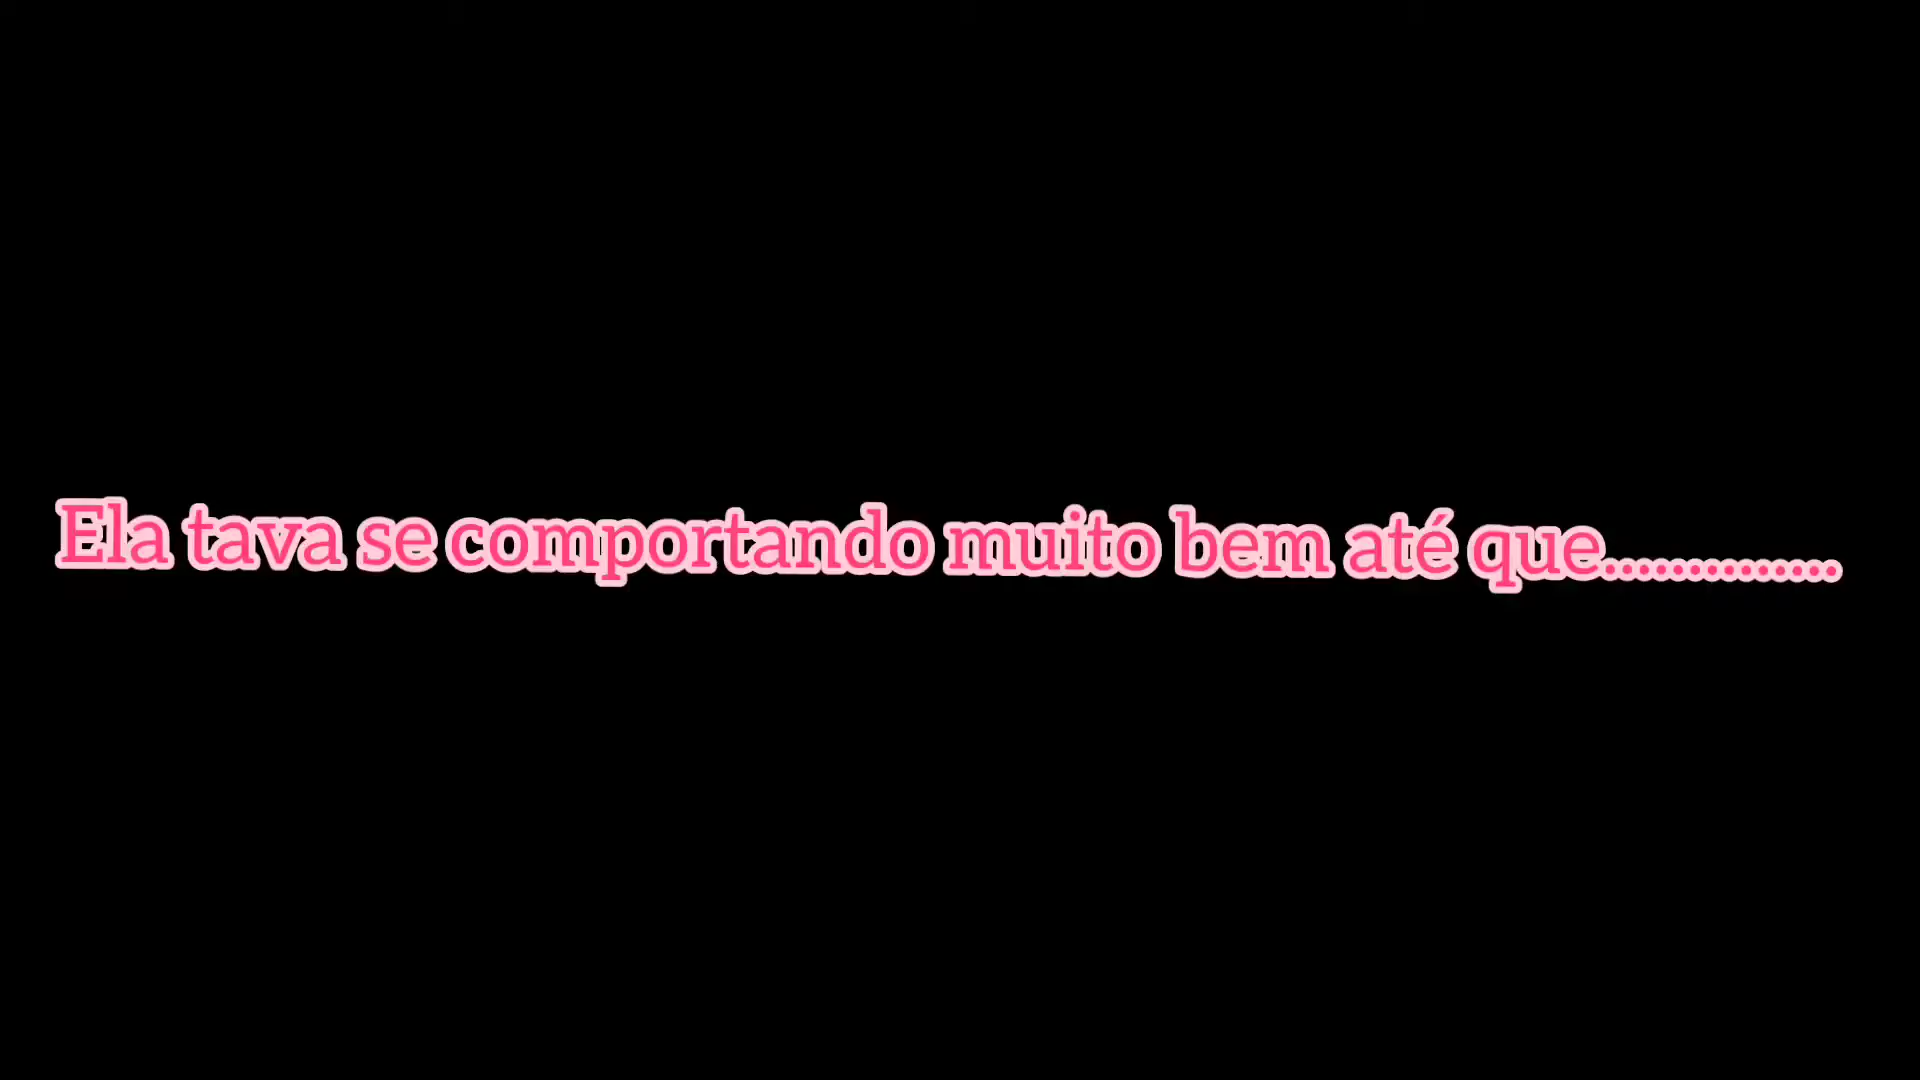 Ela tava se comportando muito bem até que..............